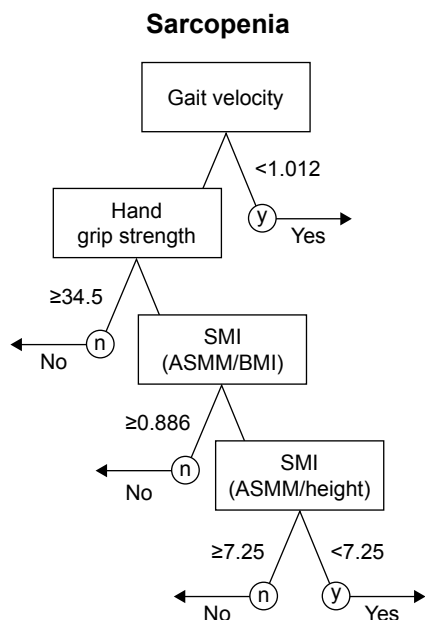 Sarcopenia
Gait velocity
<1.012
y
Yes
Hand
grip strength
≥34.5
n
No
SMI
(ASMM/BMI)
≥0.886
n
No
SMI
(ASMM/height)
≥7.25
<7.25
n
y
No
Yes